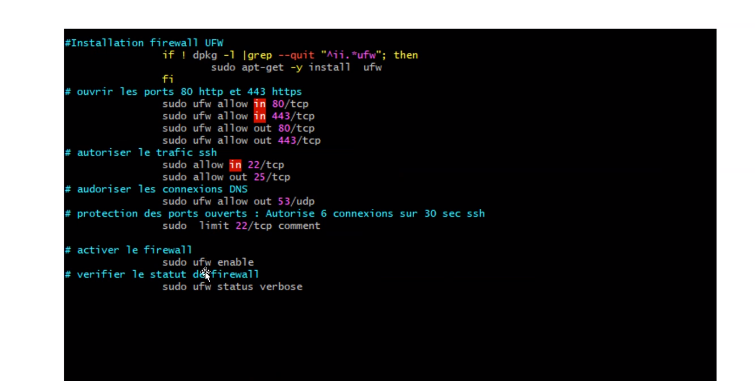 #Installation firewall UFW
if ! dpkg -l |grep --quit "^ii.*ufw"; then
sudo apt-get -y install  ufw
fi
# ouvrir les ports 80 http et 443 https
sudo ufw allow in 80/tcp
sudo ufw allow in 443/tcp
sudo ufw allow out 80/tcp
sudo ufw allow out 443/tcp
# autoriser le trafic ssh
sudo allow in 22/tcp
sudo allow out 25/tcp
# audoriser les connexions DNS
sudo ufw allow out 53/udp
# protection des ports ouverts : Autorise 6 connexions sur 30 sec ssh
sudo  limit 22/tcp comment
# activer le firewall
sudo ufw enable
# verifier le statut de firewall
sudo ufw status verbose